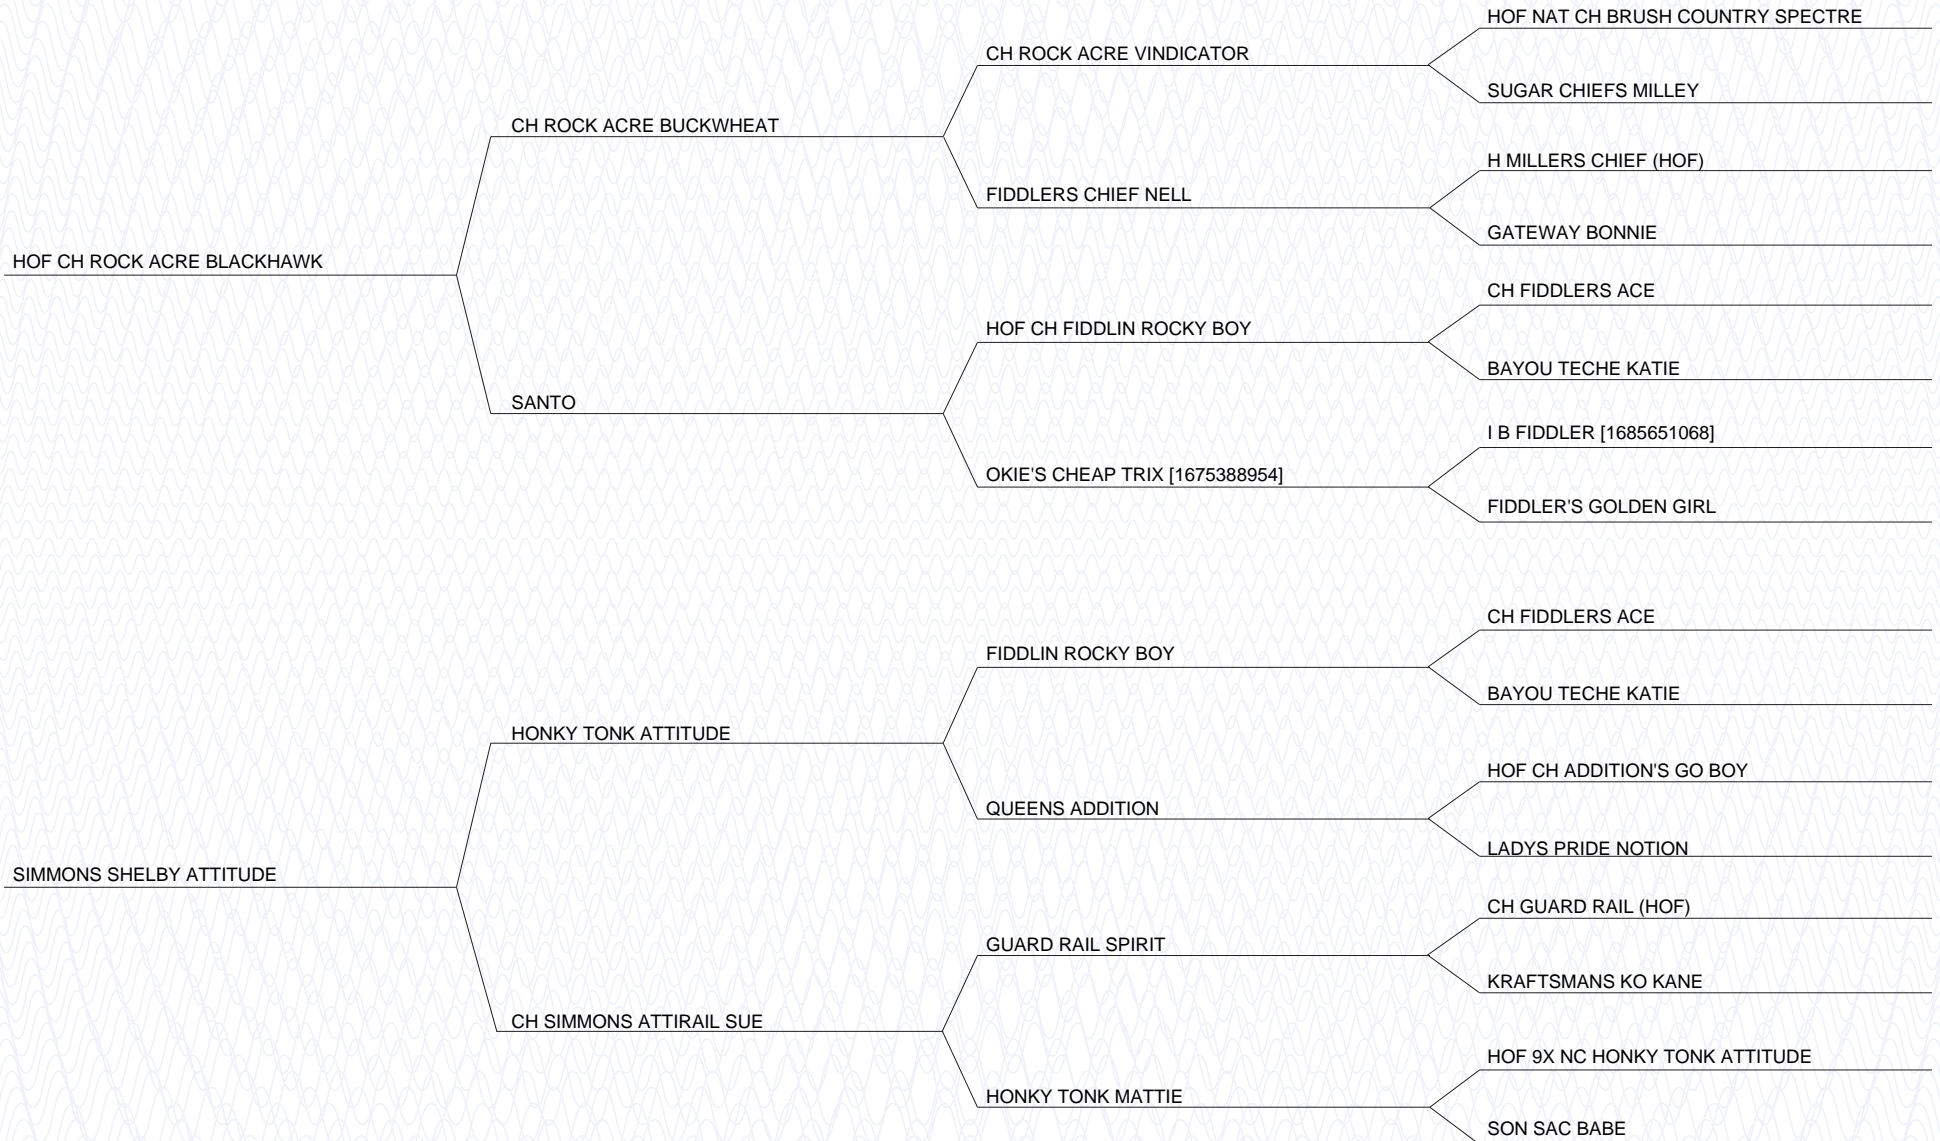 HOF NAT CH BRUSH COUNTRY SPECTRE
CH ROCK ACRE VINDICATOR
SUGAR CHIEFS MILLEY
CH ROCK ACRE BUCKWHEAT
H MILLERS CHIEF (HOF)
FIDDLERS CHIEF NELL
GATEWAY BONNIE
HOF CH ROCK ACRE BLACKHAWK
CH FIDDLERS ACE
HOF CH FIDDLIN ROCKY BOY
BAYOU TECHE KATIE
SANTO
I B FIDDLER [1685651068]
OKIE'S CHEAP TRIX [1675388954]
FIDDLER'S GOLDEN GIRL
CH FIDDLERS ACE
FIDDLIN ROCKY BOY
BAYOU TECHE KATIE
HONKY TONK ATTITUDE
HOF CH ADDITION'S GO BOY
QUEENS ADDITION
LADYS PRIDE NOTION
SIMMONS SHELBY ATTITUDE
CH GUARD RAIL (HOF)
GUARD RAIL SPIRIT
KRAFTSMANS KO KANE
CH SIMMONS ATTIRAIL SUE
HOF 9X NC HONKY TONK ATTITUDE
HONKY TONK MATTIE
SON SAC BABE